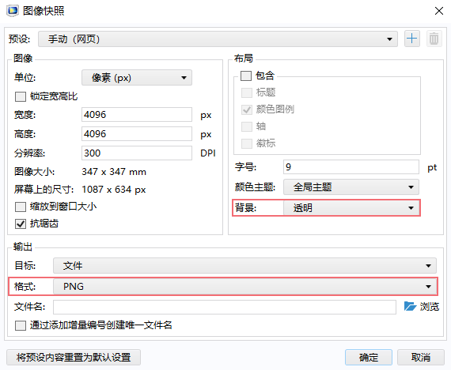 图像快照
预设: 手动（网页）
图像
单位: 像素 (px)
锁定宽高比
宽度: 4096 px
高度: 4096 px
分辨率: 300 DPI
图像大小: 347 x 347 mm
屏幕上的尺寸: 1087 x 634 px
缩放到窗口大小
抗锯齿
布局
包含
标题
颜色图例
轴
徽标
字号: 9 pt
颜色主题: 全局主题
背景: 透明
输出
目标: 文件
格式: PNG
文件名: 浏览
通过添加增量编号创建唯一文件名
将预设内容重置为默认设置 确定 取消